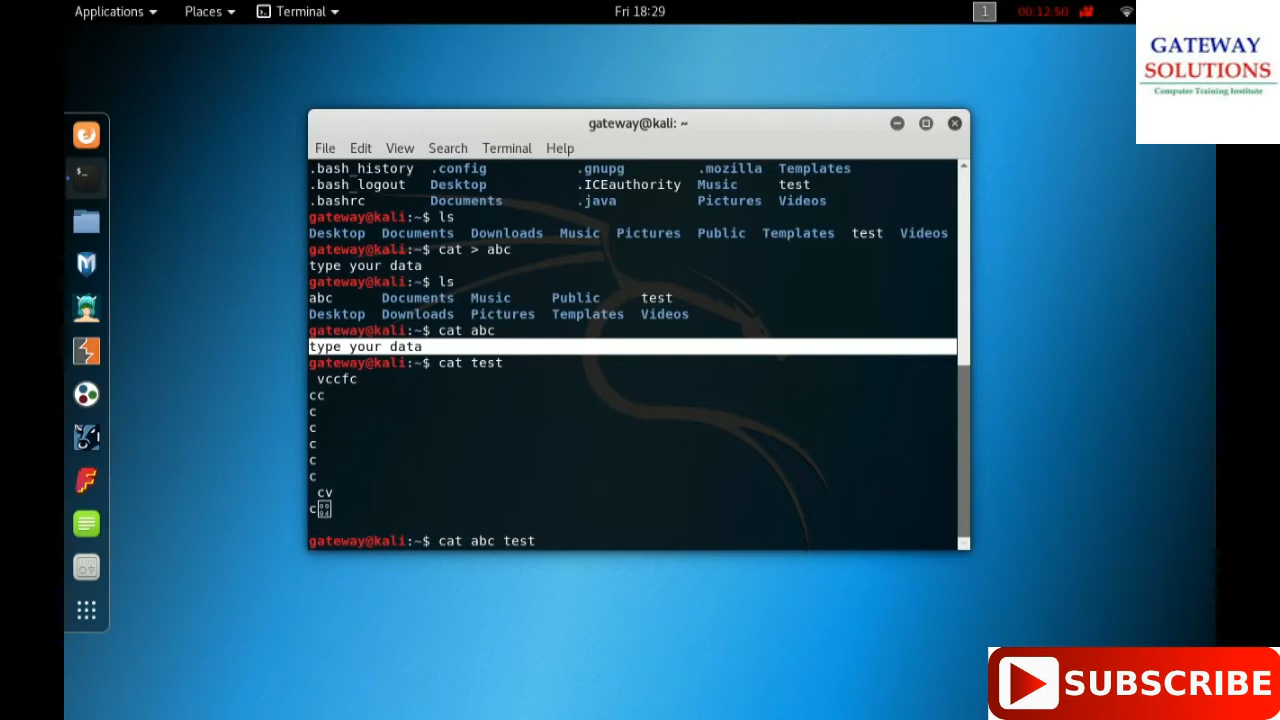 Applications Places Terminal Fri 18:29 1 00:12:50
GATEWAY
SOLUTIONS
Computer Training Institute
gateway@kali: ~
File Edit View Search Terminal Help
.bash_history .config .gnupg .mozilla Templates
.bash_logout Desktop .ICEauthority Music test
.bashrc Documents .java Pictures Videos
gateway@kali:~$ ls
Desktop Documents Downloads Music Pictures Public Templates test Videos
gateway@kali:~$ cat > abc
type your data
gateway@kali:~$ ls
abc Documents Music Public test
Desktop Downloads Pictures Templates Videos
gateway@kali:~$ cat abc
type your data
gateway@kali:~$ cat test
vccfc
cc
c
c
c
c
c
cv
c
gateway@kali:~$ cat abc test
SUBSCRIBE